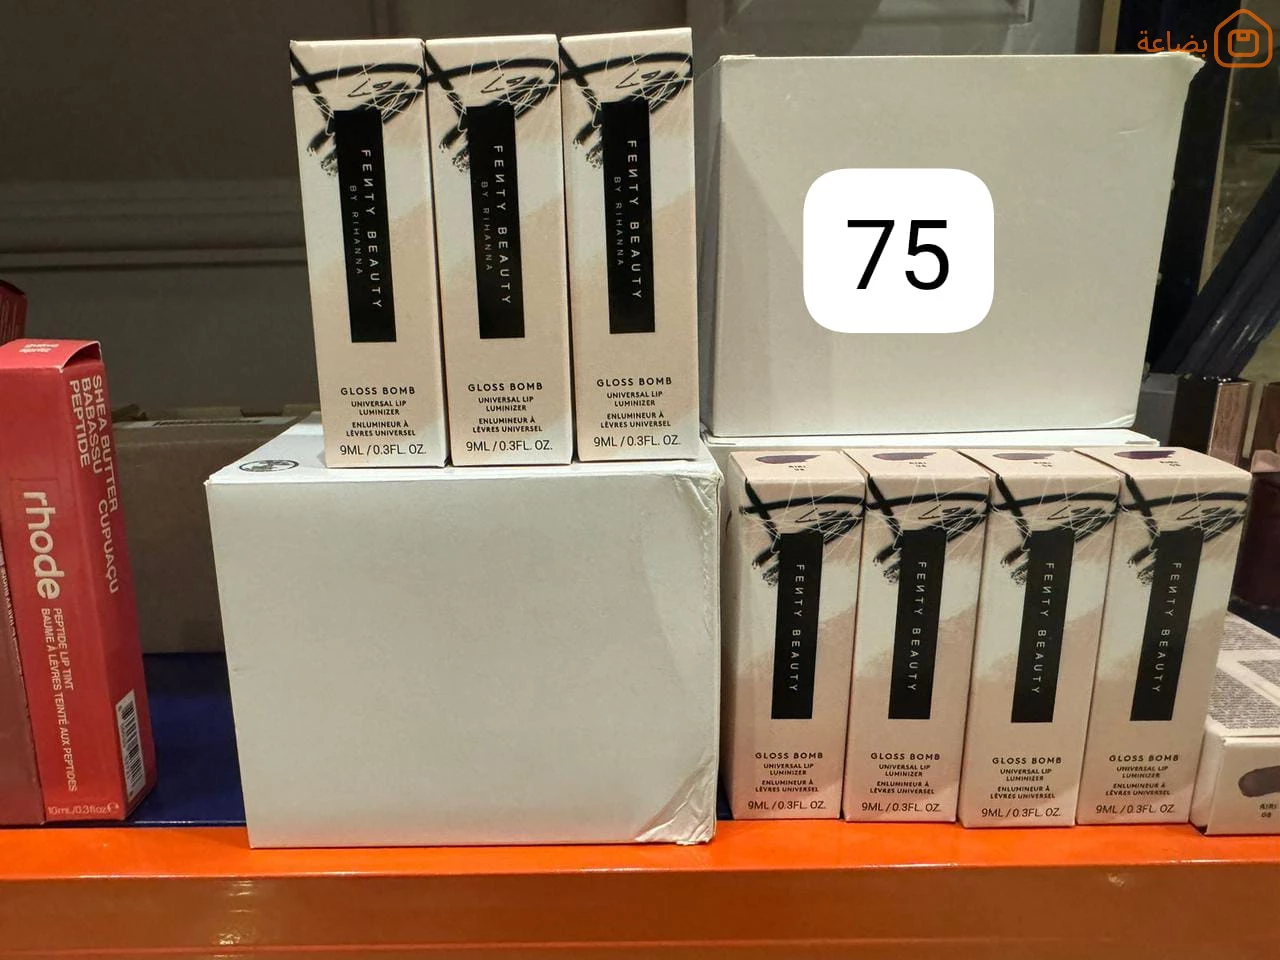 بضاعة
75
FENTY BEAUTY
BY RIHANNA
GLOSS BOMB
UNIVERSAL LIP
LUMINIZER
ENLUMINEUR À
LÈVRES UNIVERSEL
9ML / 0.3FL. OZ.
FENTY BEAUTY
BY RIHANNA
GLOSS BOMB
UNIVERSAL LIP
LUMINIZER
ENLUMINEUR À
LÈVRES UNIVERSEL
9ML / 0.3FL. OZ.
FENTY BEAUTY
BY RIHANNA
GLOSS BOMB
UNIVERSAL LIP
LUMINIZER
ENLUMINEUR À
LÈVRES UNIVERSEL
9ML / 0.3FL. OZ.
SHEA BUTTER CUPUAÇU
BABASSU
PEPTIDE
rhode
PEPTIDE LIP TINT
BAUME À LÈVRES TEINTÉ AUX PEPTIDES
10mL/0.3floz
FENTY BEAUTY
GLOSS BOMB
UNIVERSAL LIP
LUMINIZER
ENLUMINEUR À
LÈVRES UNIVERSEL
9ML / 0.3FL. OZ.
FENTY BEAUTY
GLOSS BOMB
UNIVERSAL LIP
LUMINIZER
ENLUMINEUR À
LÈVRES UNIVERSEL
9ML / 0.3FL. OZ.
FENTY BEAUTY
GLOSS BOMB
UNIVERSAL LIP
LUMINIZER
ENLUMINEUR À
LÈVRES UNIVERSEL
9ML / 0.3FL. OZ.
FENTY BEAUTY
GLOSS BOMB
UNIVERSAL LIP
LUMINIZER
ENLUMINEUR À
LÈVRES UNIVERSEL
9ML / 0.3FL. OZ.